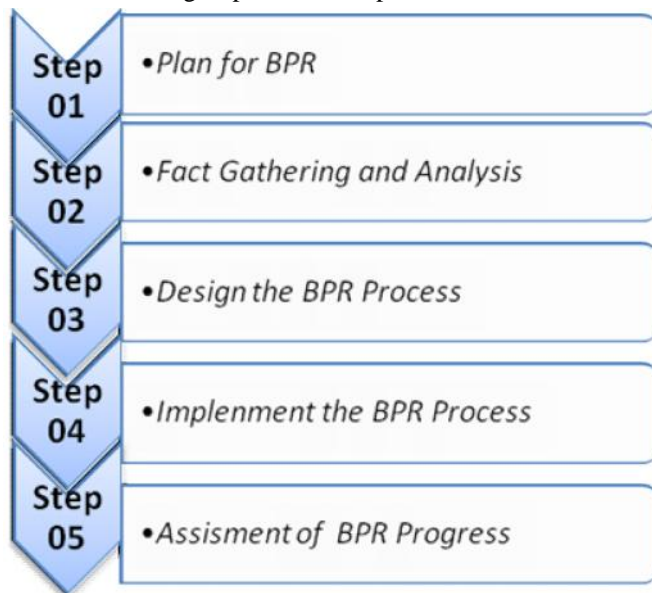 Step
01
•Plan for BPR
Step
02
•Fact Gathering and Analysis
Step
03
•Design the BPR Process
Step
04
•Implenment the BPR Process
Step
05
•Assisment of BPR Progress